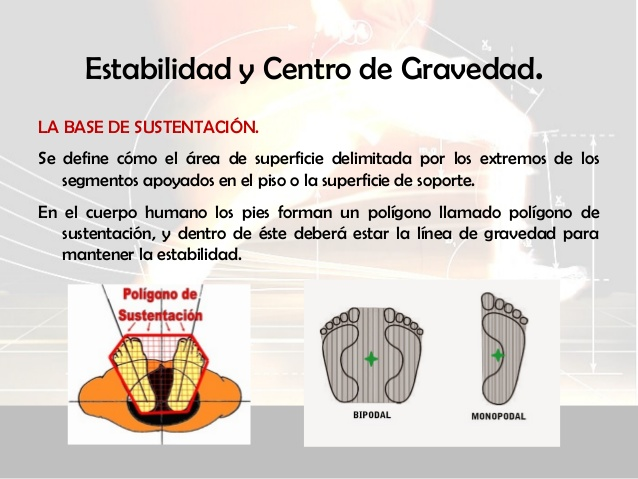 Estabilidad y Centro de Gravedad.
LA BASE DE SUSTENTACIÓN.
Se define cómo el área de superficie delimitada por los extremos de los
segmentos apoyados en el piso o la superficie de soporte.
En el cuerpo humano los pies forman un polígono llamado polígono de
sustentación, y dentro de éste deberá estar la línea de gravedad para
mantener la estabilidad.
Polígono de
Sustentación
BIPODAL
MONOPODAL